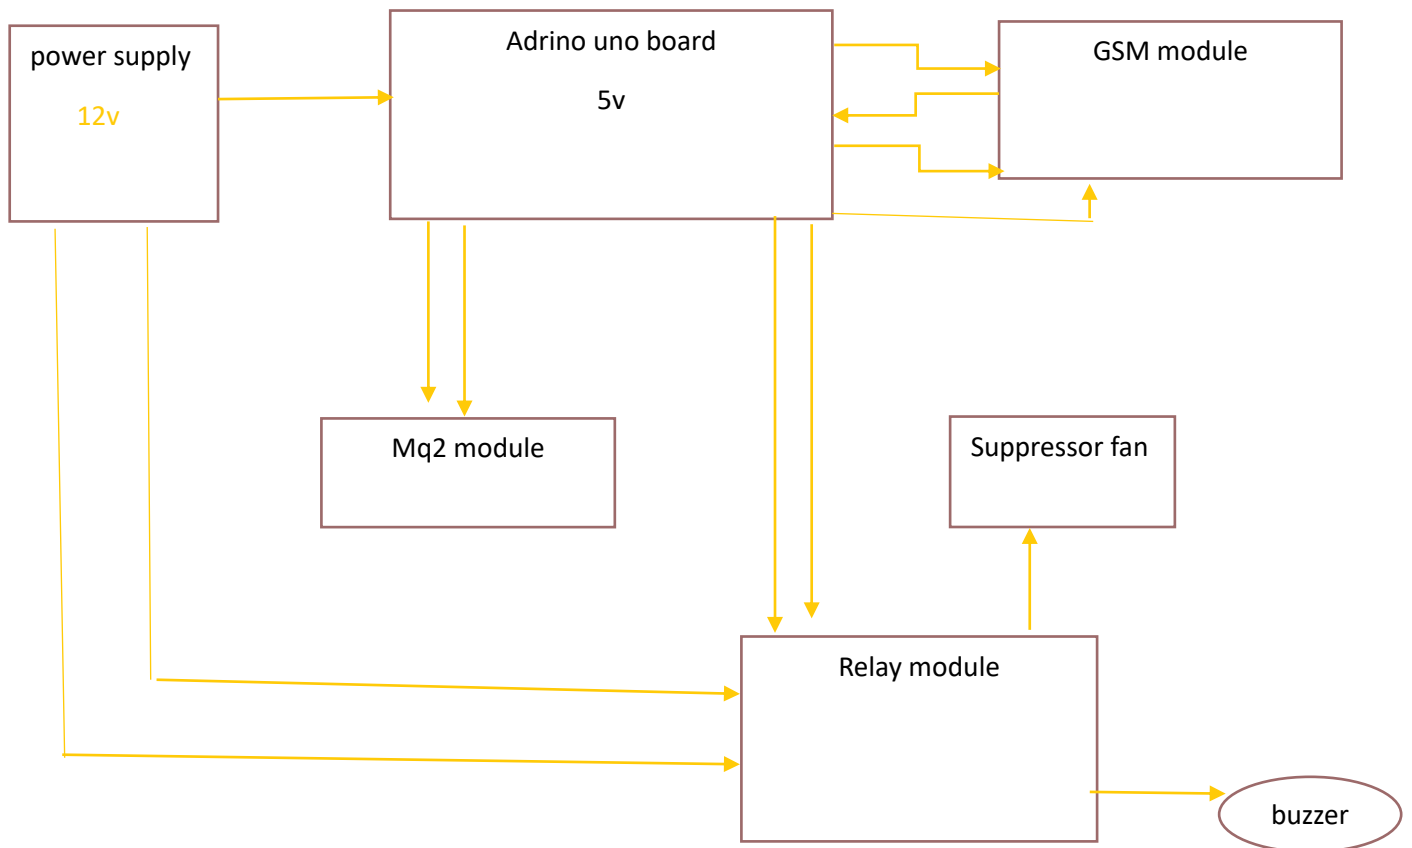 power supply
12v
Adrino uno board
5v
GSM module
Mq2 module
Suppressor fan
Relay module
buzzer